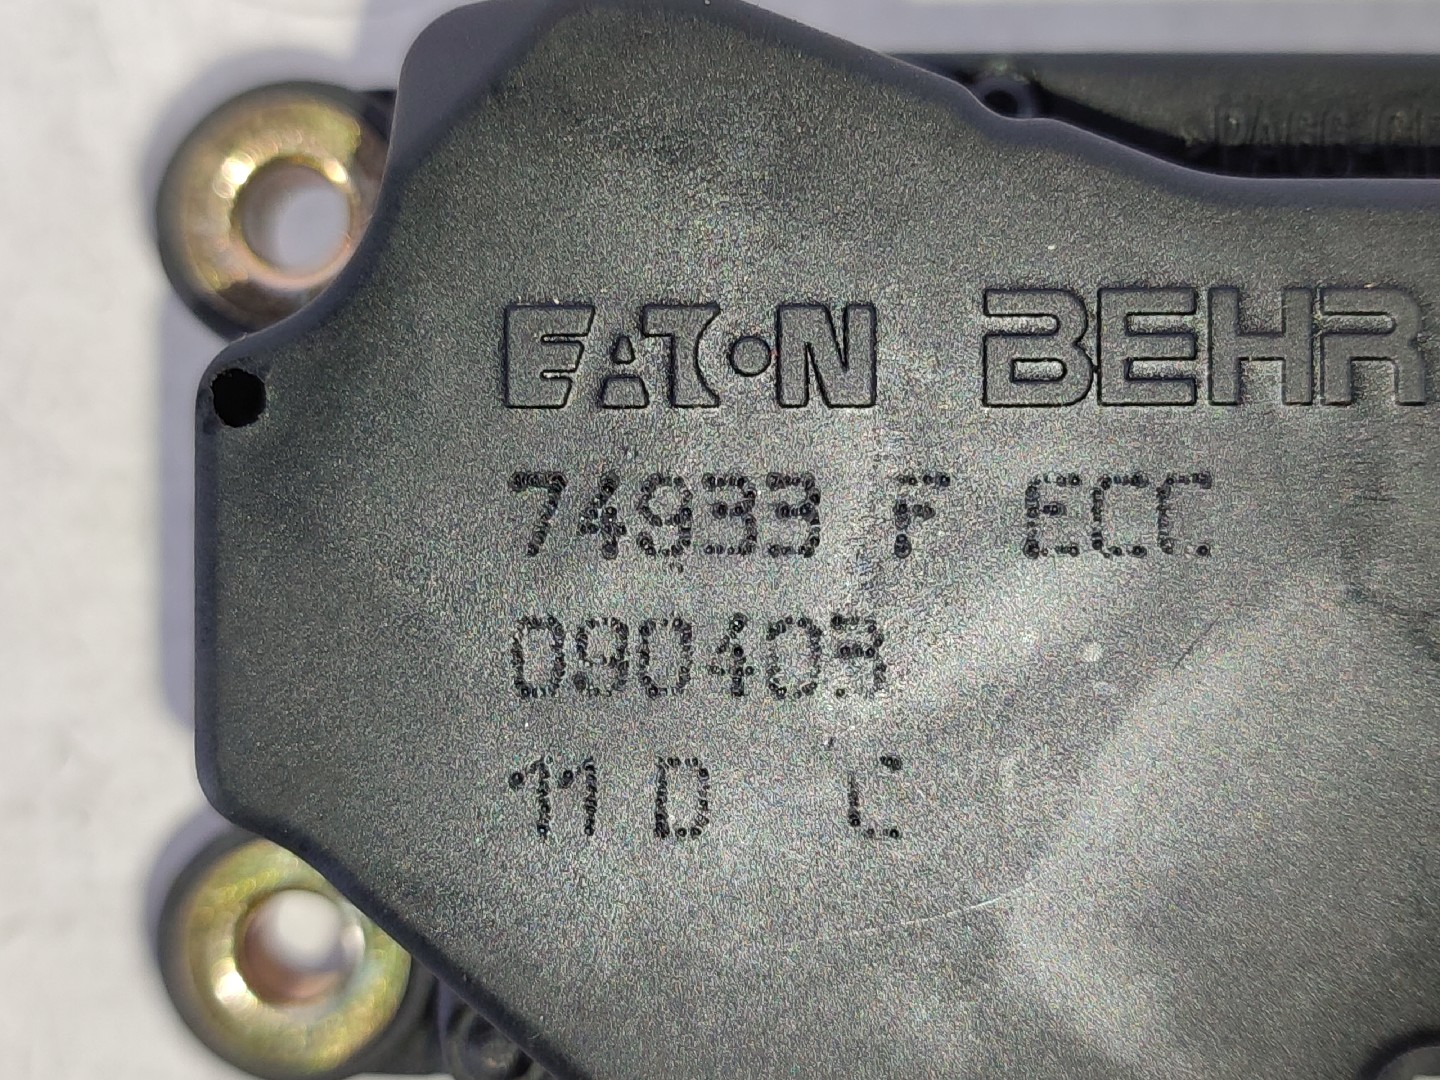 EATON BEHR
74933 F ECC
090403
11 D C